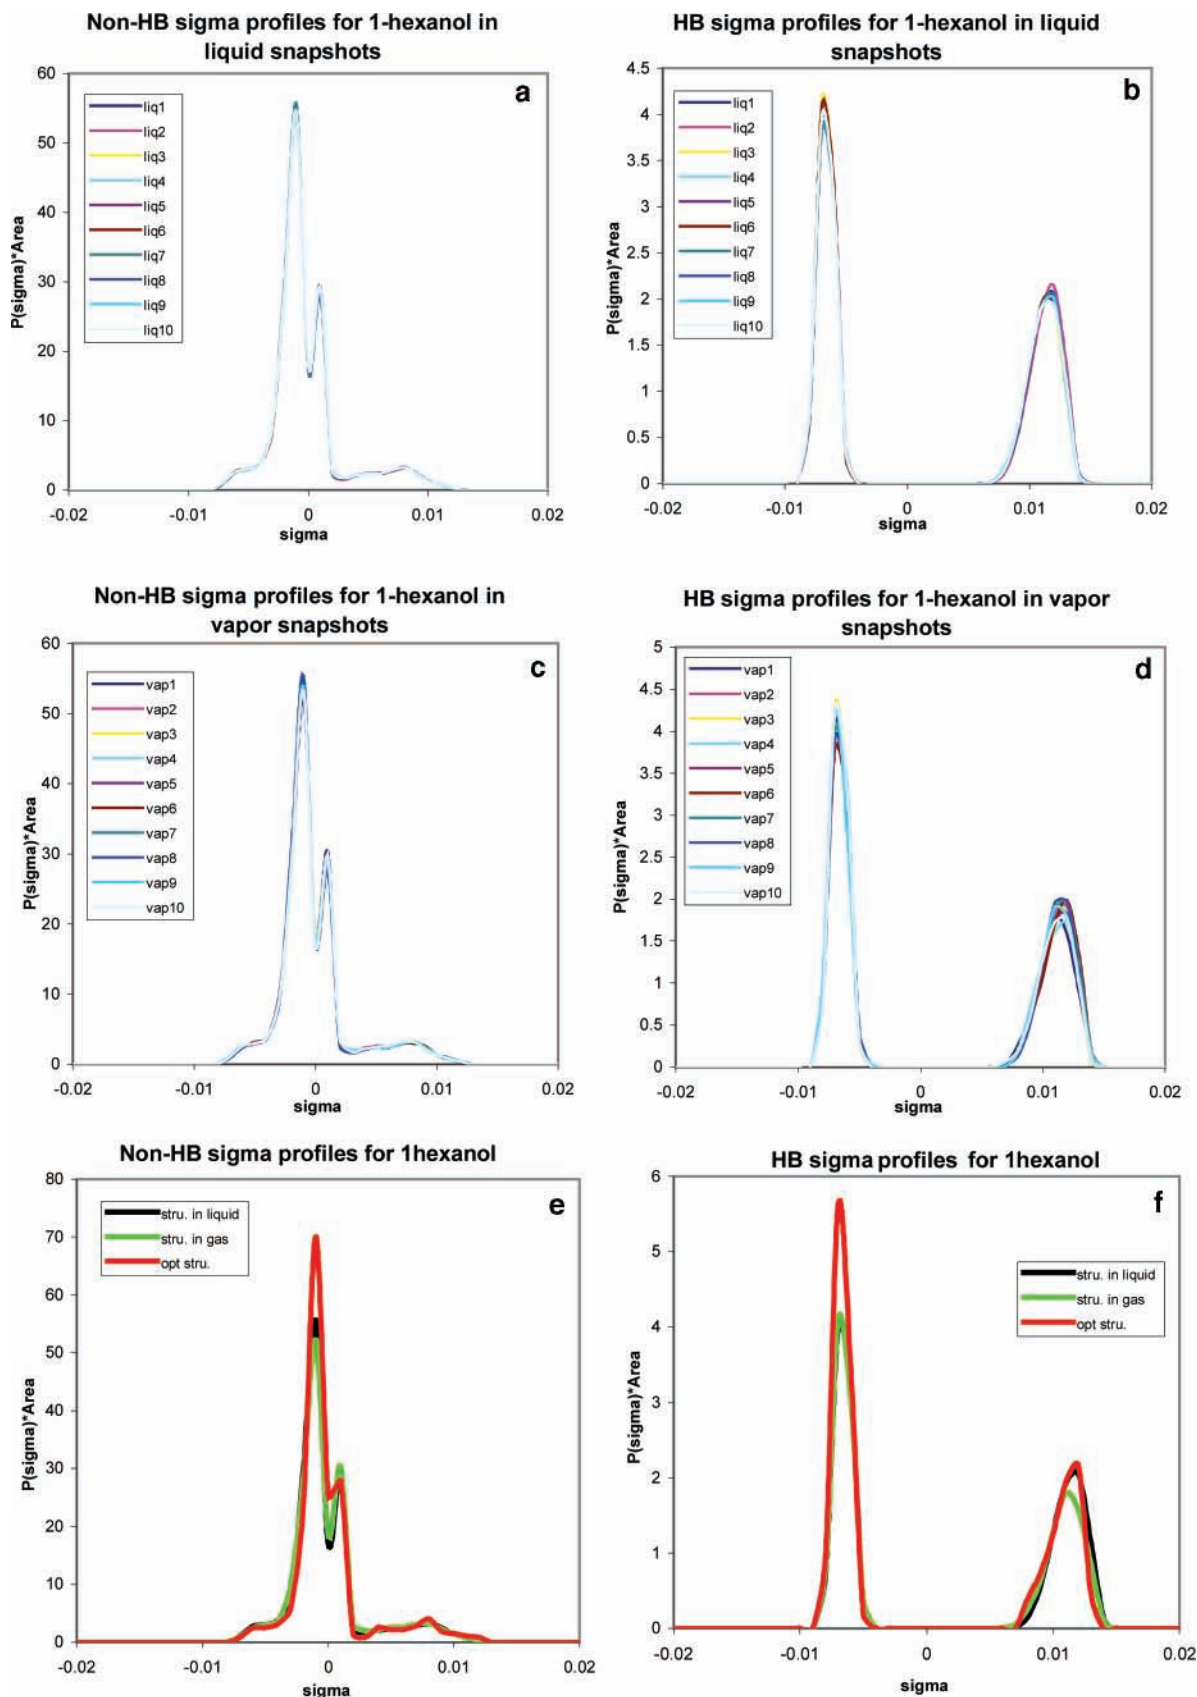 Non-HB sigma profiles for 1-hexanol in
liquid snapshots
a
60
50
40
30
20
10
0
P(sigma)*Area
liq1
liq2
liq3
liq4
liq5
liq6
liq7
liq8
liq9
liq10
-0.02
-0.01
0
0.01
0.02
sigma
HB sigma profiles for 1-hexanol in liquid
snapshots
b
4.5
4
3.5
3
2.5
2
1.5
1
0.5
0
P(sigma)*Area
liq1
liq2
liq3
liq4
liq5
liq6
liq7
liq8
liq9
liq10
-0.02
-0.01
0
0.01
0.02
sigma
Non-HB sigma profiles for 1-hexanol in
vapor snapshots
c
60
50
40
30
20
10
0
P(sigma)*Area
vap1
vap2
vap3
vap4
vap5
vap6
vap7
vap8
vap9
vap10
-0.02
-0.01
0
0.01
0.02
sigma
HB sigma profiles for 1-hexanol in vapor
snapshots
d
5
4.5
4
3.5
3
2.5
2
1.5
1
0.5
0
P(sigma)*Area
vap1
vap2
vap3
vap4
vap5
vap6
vap7
vap8
vap9
vap10
-0.02
-0.01
0
0.01
0.02
sigma
Non-HB sigma profiles for 1hexanol
e
80
70
60
50
40
30
20
10
0
P(sigma)*Area
stru. in liquid
stru. in gas
opt stru.
-0.02
-0.01
0
0.01
0.02
sigma
HB sigma profiles for 1hexanol
f
6
5
4
3
2
1
0
P(sigma)*Area
stru. in liquid
stru. in gas
opt stru.
-0.02
-0.01
0
0.01
0.02
sigma